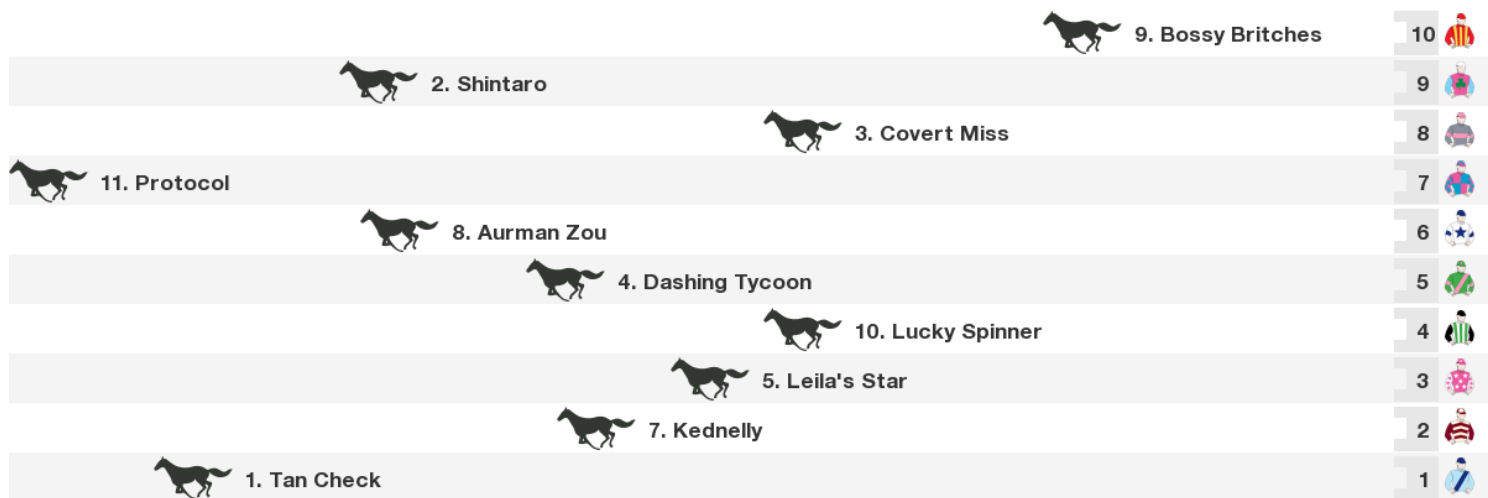 9. Bossy Britches 10
2. Shintaro 9
3. Covert Miss 8
11. Protocol 7
8. Aurman Zou 6
4. Dashing Tycoon 5
10. Lucky Spinner 4
5. Leila's Star 3
7. Kednelly 2
1. Tan Check 1